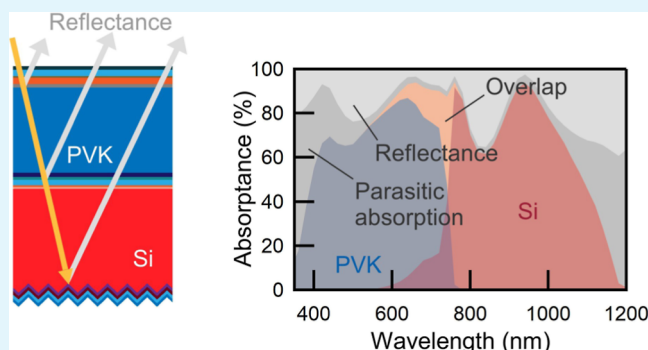 Reflectance
PVK
Si
Absorptance (%)
100
80
60
40
20
0
Overlap
Reflectance
Parasitic
absorption
Si
PVK
400
600
800
1000
1200
Wavelength (nm)